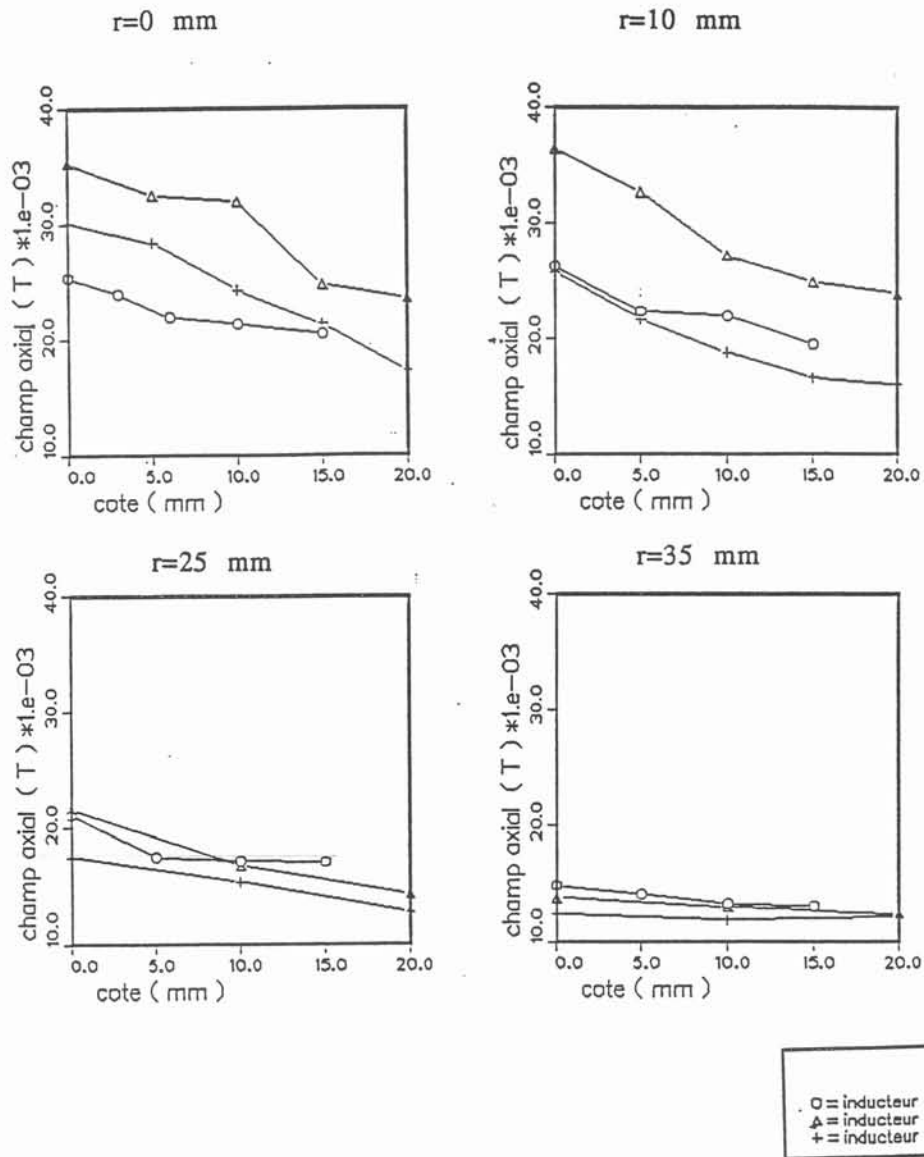 r=0 mm
r=10 mm
champ axial ( T ) *1.e-03
40.0
30.0
20.0
10.0
0.0 5.0 10.0 15.0 20.0
cote ( mm )
champ axial ( T ) *1.e-03
40.0
30.0
20.0
10.0
0.0 5.0 10.0 15.0 20.0
cote ( mm )
r=25 mm
r=35 mm
champ axial ( T ) *1.e-03
40.0
30.0
20.0
10.0
0.0 5.0 10.0 15.0 20.0
cote ( mm )
champ axial ( T ) *1.e-03
40.0
30.0
20.0
10.0
0.0 5.0 10.0 15.0 20.0
cote ( mm )
= inducteur
= inducteur
+ = inducteur